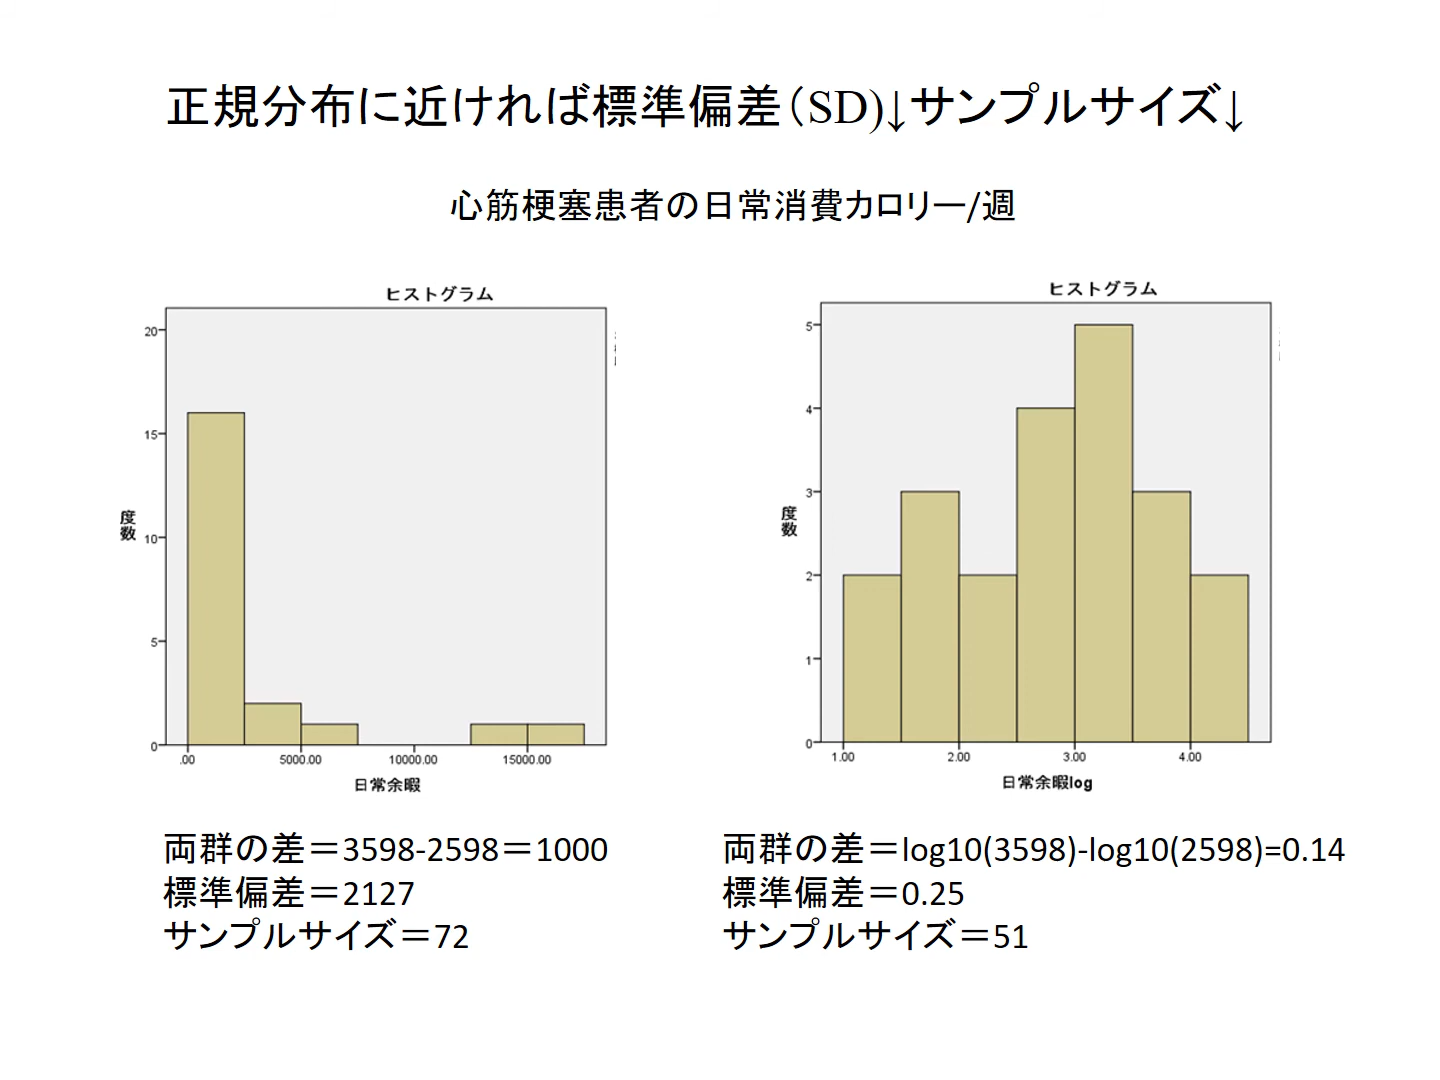 正規分布に近ければ標準偏差（SD)↓サンプルサイズ↓
心筋梗塞患者の日常消費カロリー/週
ヒストグラム
20
15
10
5
0
度数
.00 5000.00 10000.00 15000.00
日常余暇
ヒストグラム
5
4
3
2
1
0
度数
1.00 2.00 3.00 4.00
日常余暇log
両群の差＝3598-2598＝1000
標準偏差＝2127
サンプルサイズ＝72
両群の差＝log10(3598)-log10(2598)=0.14
標準偏差＝0.25
サンプルサイズ＝51